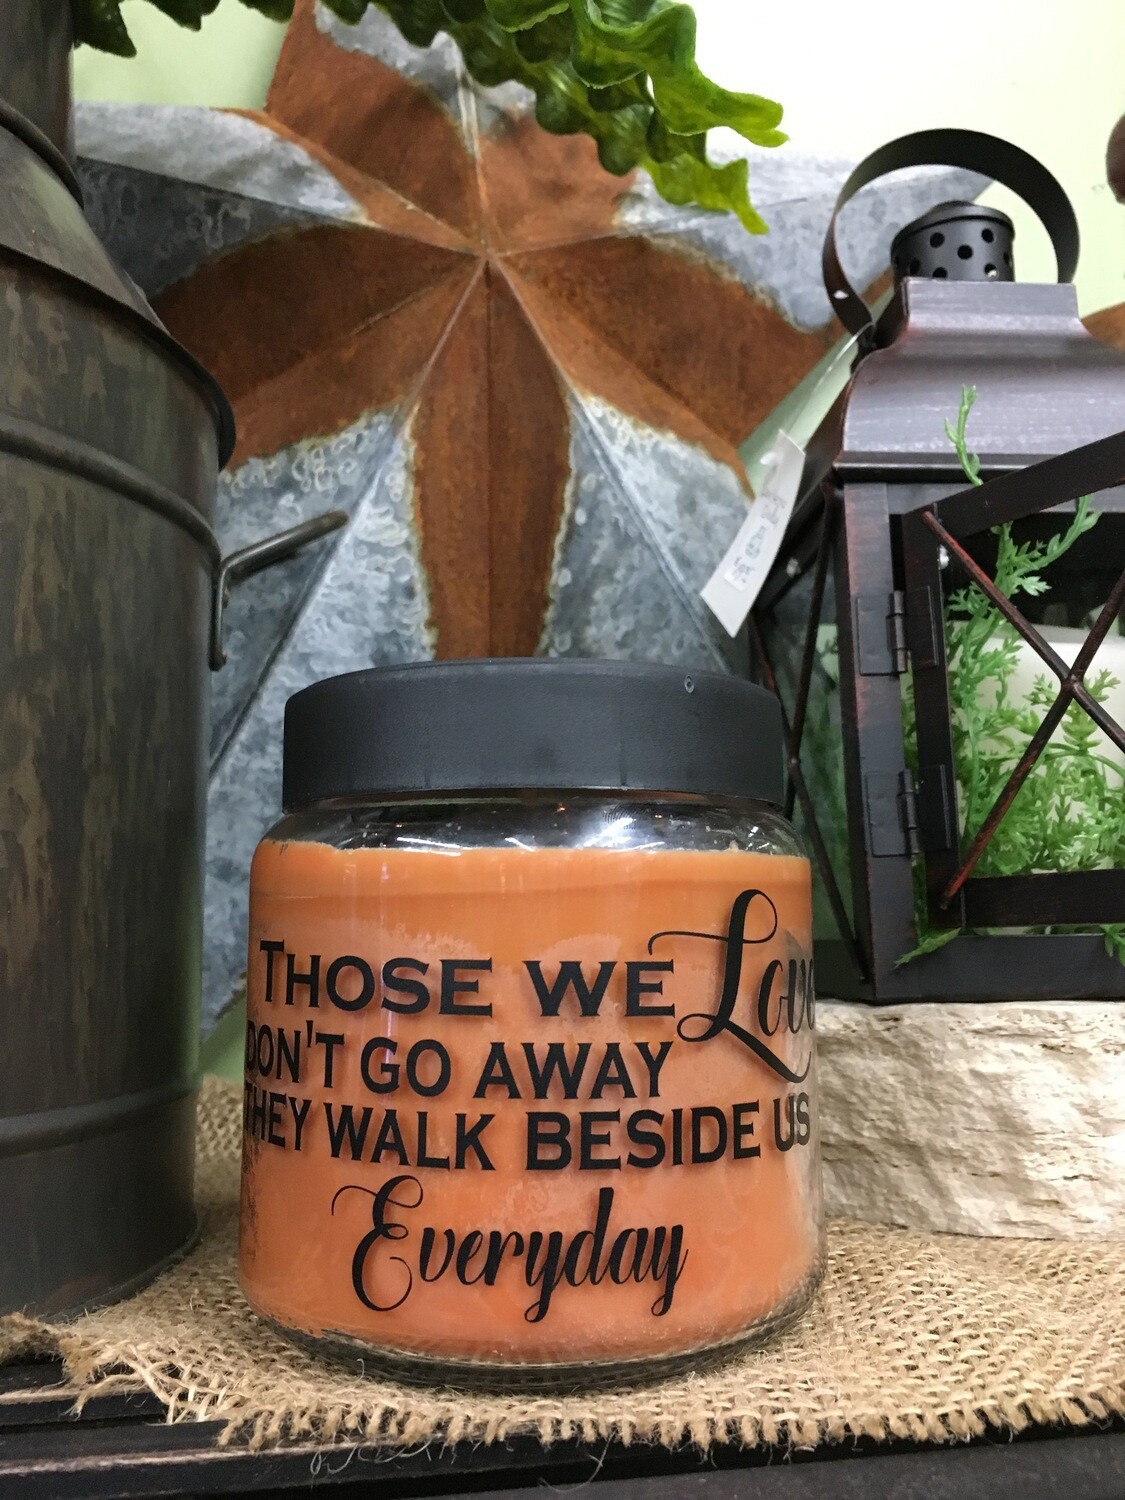 THOSE WE Love
DON'T GO AWAY
THEY WALK BESIDE US
Everyday